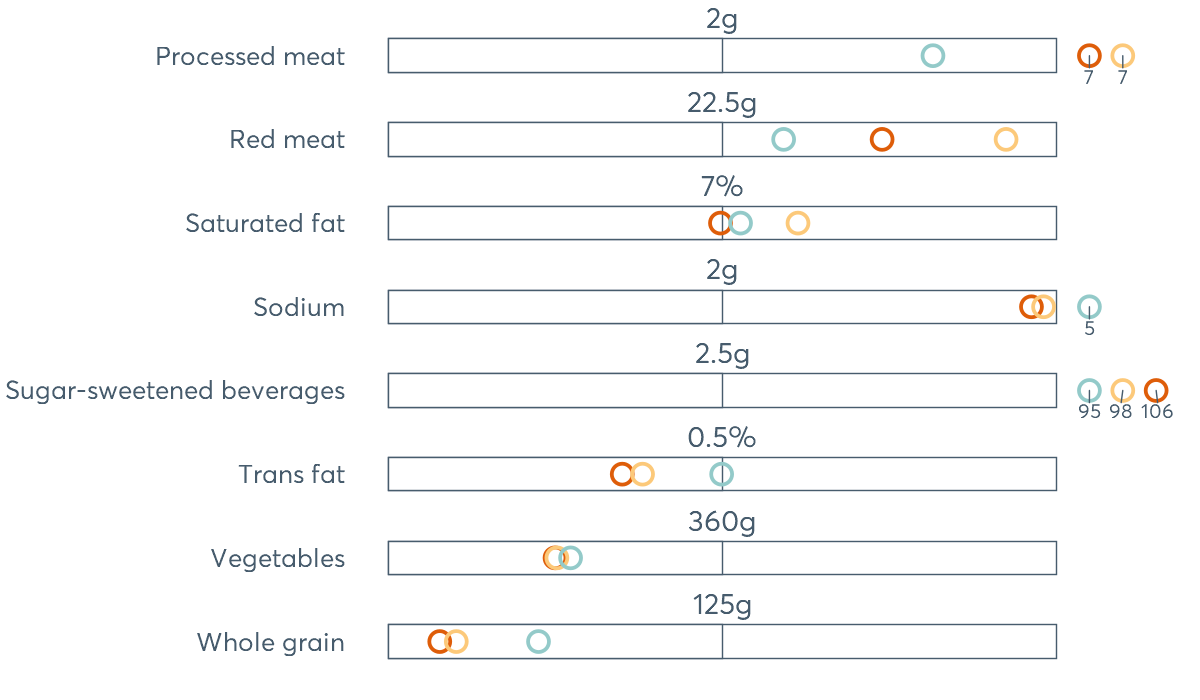 2g
Processed meat
7 7
22.5g
Red meat
7%
Saturated fat
2g
Sodium
5
2.5g
Sugar-sweetened beverages
95 98 106
0.5%
Trans fat
360g
Vegetables
125g
Whole grain